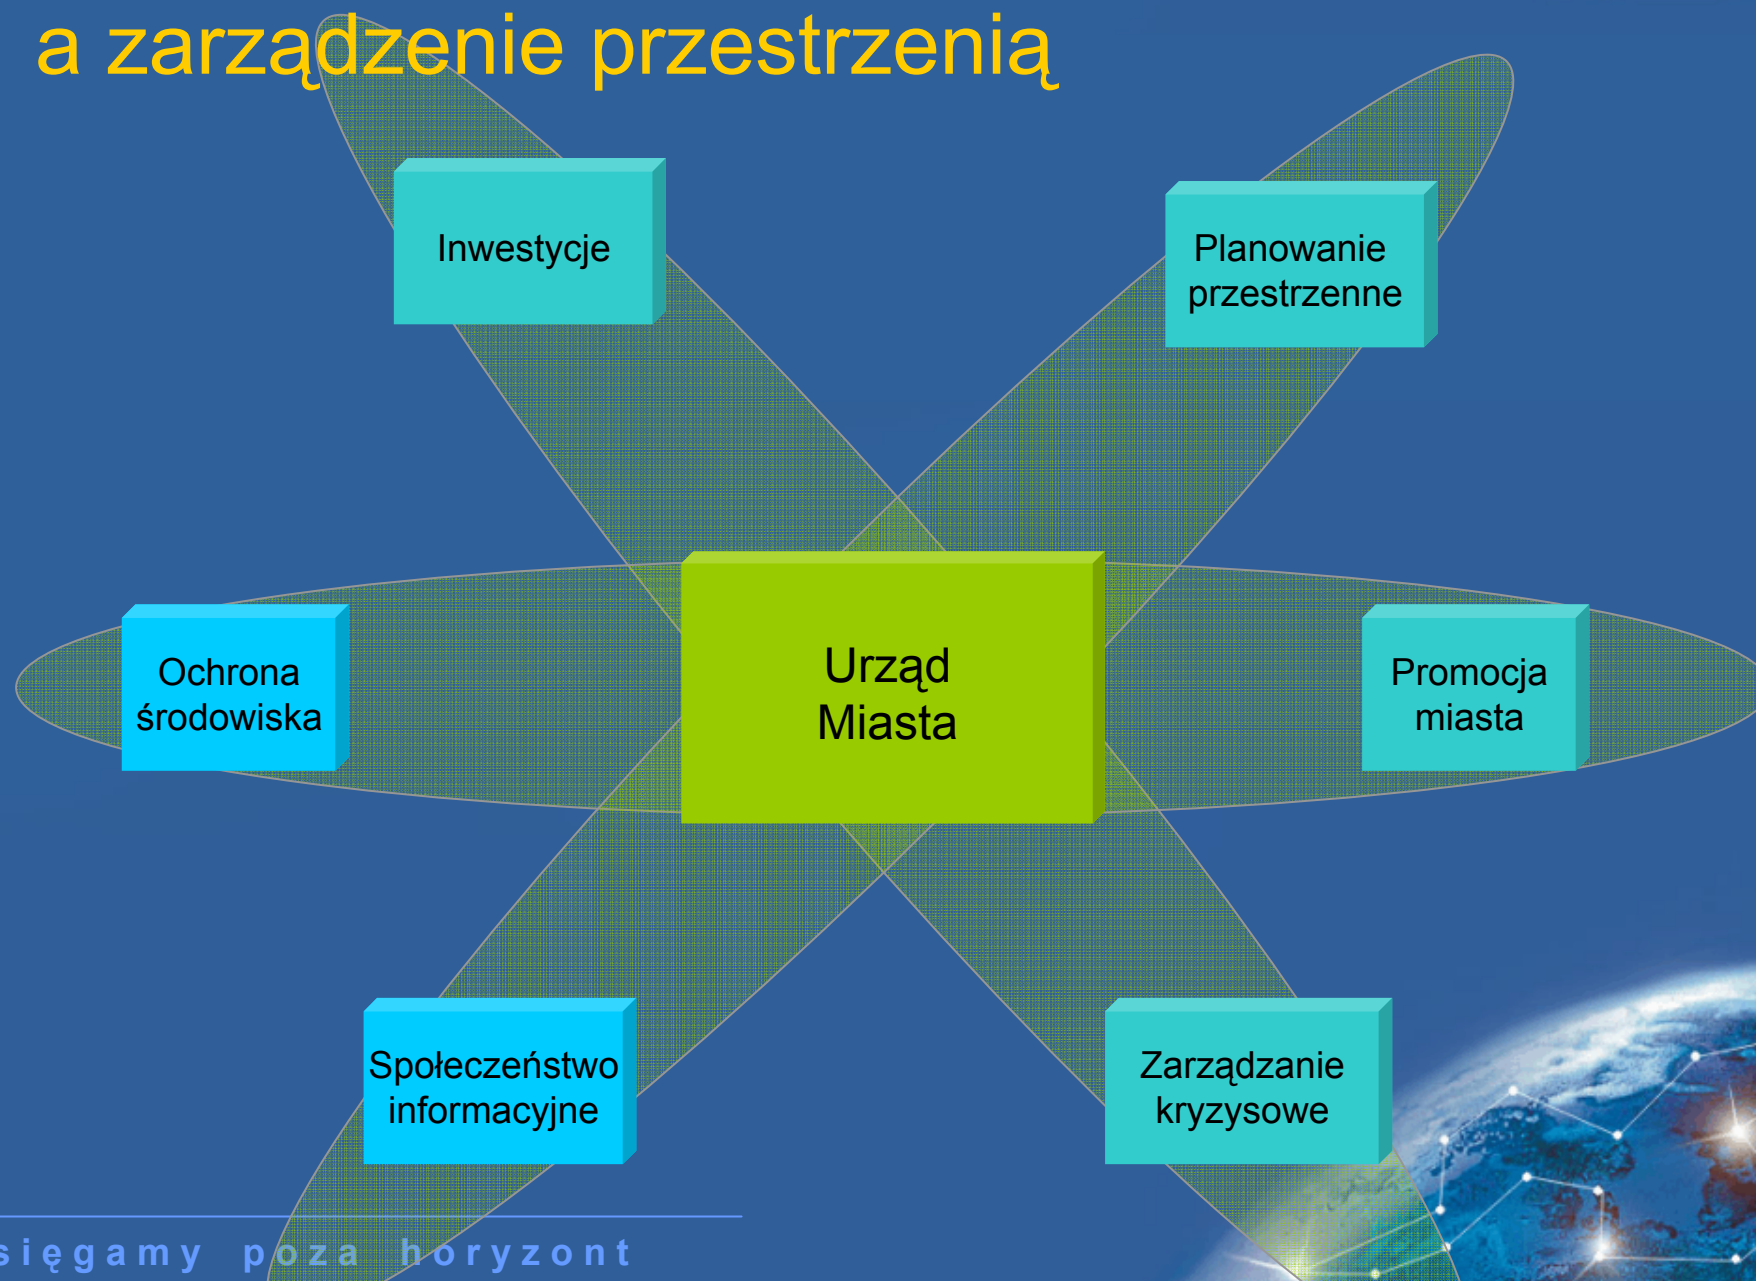 a zarządzenie przestrzenią
Inwestycje
Planowanie
przestrzenne
Ochrona
środowiska
Urząd
Miasta
Promocja
miasta
Społeczeństwo
informacyjne
Zarządzanie
kryzysowe
sięgamy poza horyzont